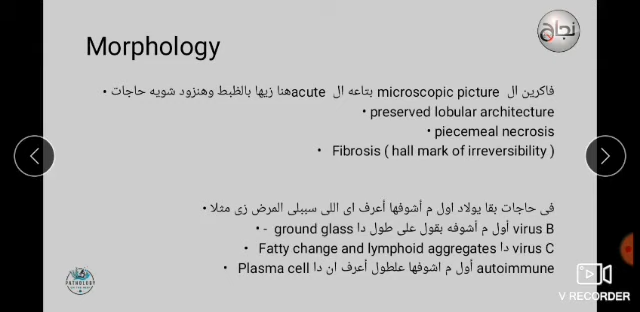 نجاح
Morphology
فاكرين ال microscopic picture بتاعه ال acute هنا زيها بالظبط وهنزود شويه حاجات •
• preserved lobular architecture
• piecemeal necrosis
• Fibrosis ( hall mark of irreversibility )
فى حاجات بقا يولاد اول م أشوفها أعرف اى اللى سببلى المرض زى مثلا •
• - ground glass أول م أشوفه بقول على طول دا virus B
• Fatty change and lymphoid aggregates دا virus C
• Plasma cell أول م اشوفها علطول أعرف ان دا autoimmune
PATHOLOGY
V RECORDER